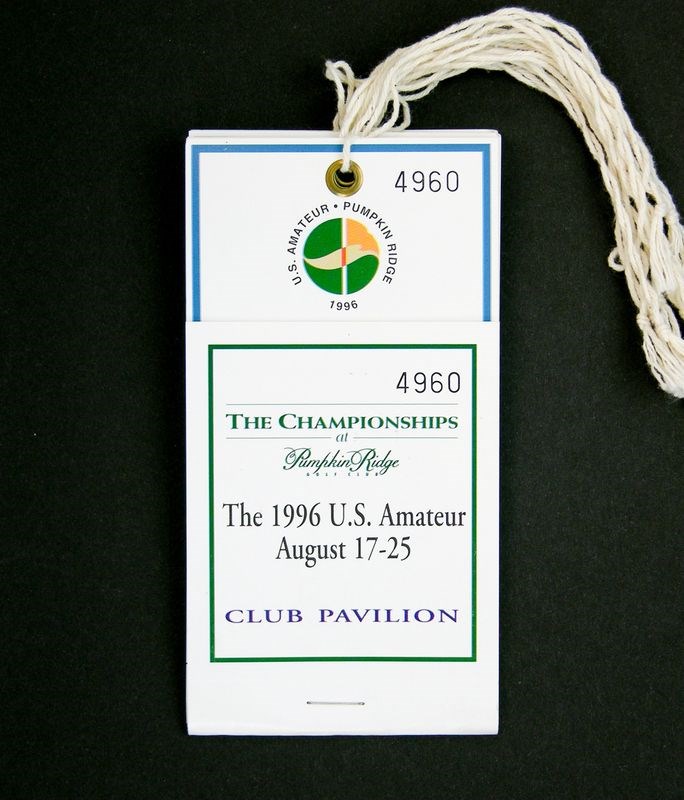 4960
U.S. AMATEUR • PUMPKIN RIDGE
1996
4960
THE CHAMPIONSHIPS
at
Pumpkin Ridge
GOLF CLUB
The 1996 U.S. Amateur
August 17-25
CLUB PAVILION